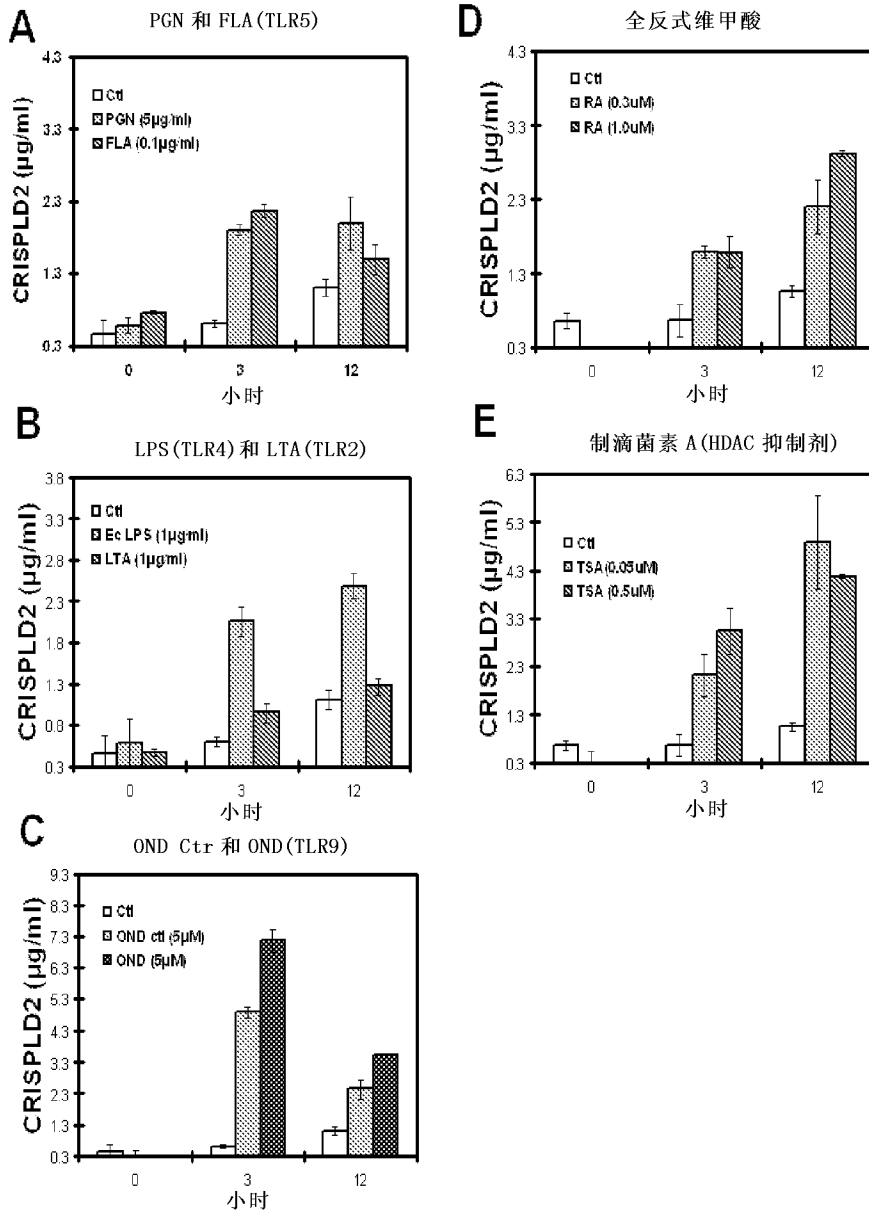 A
PGN 和 FLA(TLR5)
CRISPLD2 (µg/ml)
4.3
3.3
2.3
1.3
0.3
Ctl
PGN (5µg/ml)
FLA (0.1µg/ml)
0 3 12
小时
B
LPS(TLR4)和 LTA(TLR2)
CRISPLD2 (µg/ml)
3.8
3.3
2.8
2.3
1.8
1.3
0.8
0.3
Ctl
Ec LPS (1µg/ml)
LTA (1µg/ml)
0 3 12
小时
C
OND Ctr 和 OND(TLR9)
CRISPLD2 (µg/ml)
9.3
8.3
7.3
6.3
5.3
4.3
3.3
2.3
1.3
0.3
Ctl
OND ctl (5µM)
OND (5µM)
0 3 12
小时
D
全反式维甲酸
CRISPLD2 (µg/ml)
4.3
3.3
2.3
1.3
0.3
Ctl
RA (0.3uM)
RA (1.0uM)
0 3 12
小时
E
制滴菌素 A(HDAC 抑制剂)
CRISPLD2 (µg/ml)
6.3
5.3
4.3
3.3
2.3
1.3
0.3
Ctl
TSA (0.05uM)
TSA (0.5uM)
0 3 12
小时